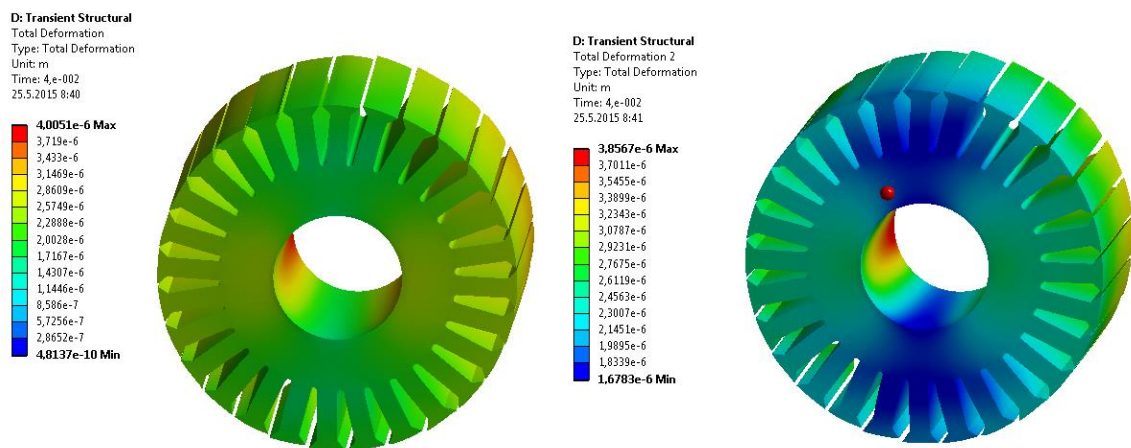 D: Transient Structural
Total Deformation
Type: Total Deformation
Unit: m
Time: 4,e-002
25.5.2015 8:40
4,0051e-6 Max
3,719e-6
3,433e-6
3,1469e-6
2,8609e-6
2,5749e-6
2,2888e-6
2,0028e-6
1,7167e-6
1,4307e-6
1,1446e-6
8,586e-7
5,7256e-7
2,8652e-7
4,8137e-10 Min
D: Transient Structural
Total Deformation 2
Type: Total Deformation
Unit: m
Time: 4,e-002
25.5.2015 8:41
3,8567e-6 Max
3,7011e-6
3,5455e-6
3,3899e-6
3,2343e-6
3,0787e-6
2,9231e-6
2,7675e-6
2,6119e-6
2,4563e-6
2,3007e-6
2,1451e-6
1,9895e-6
1,8339e-6
1,6783e-6 Min